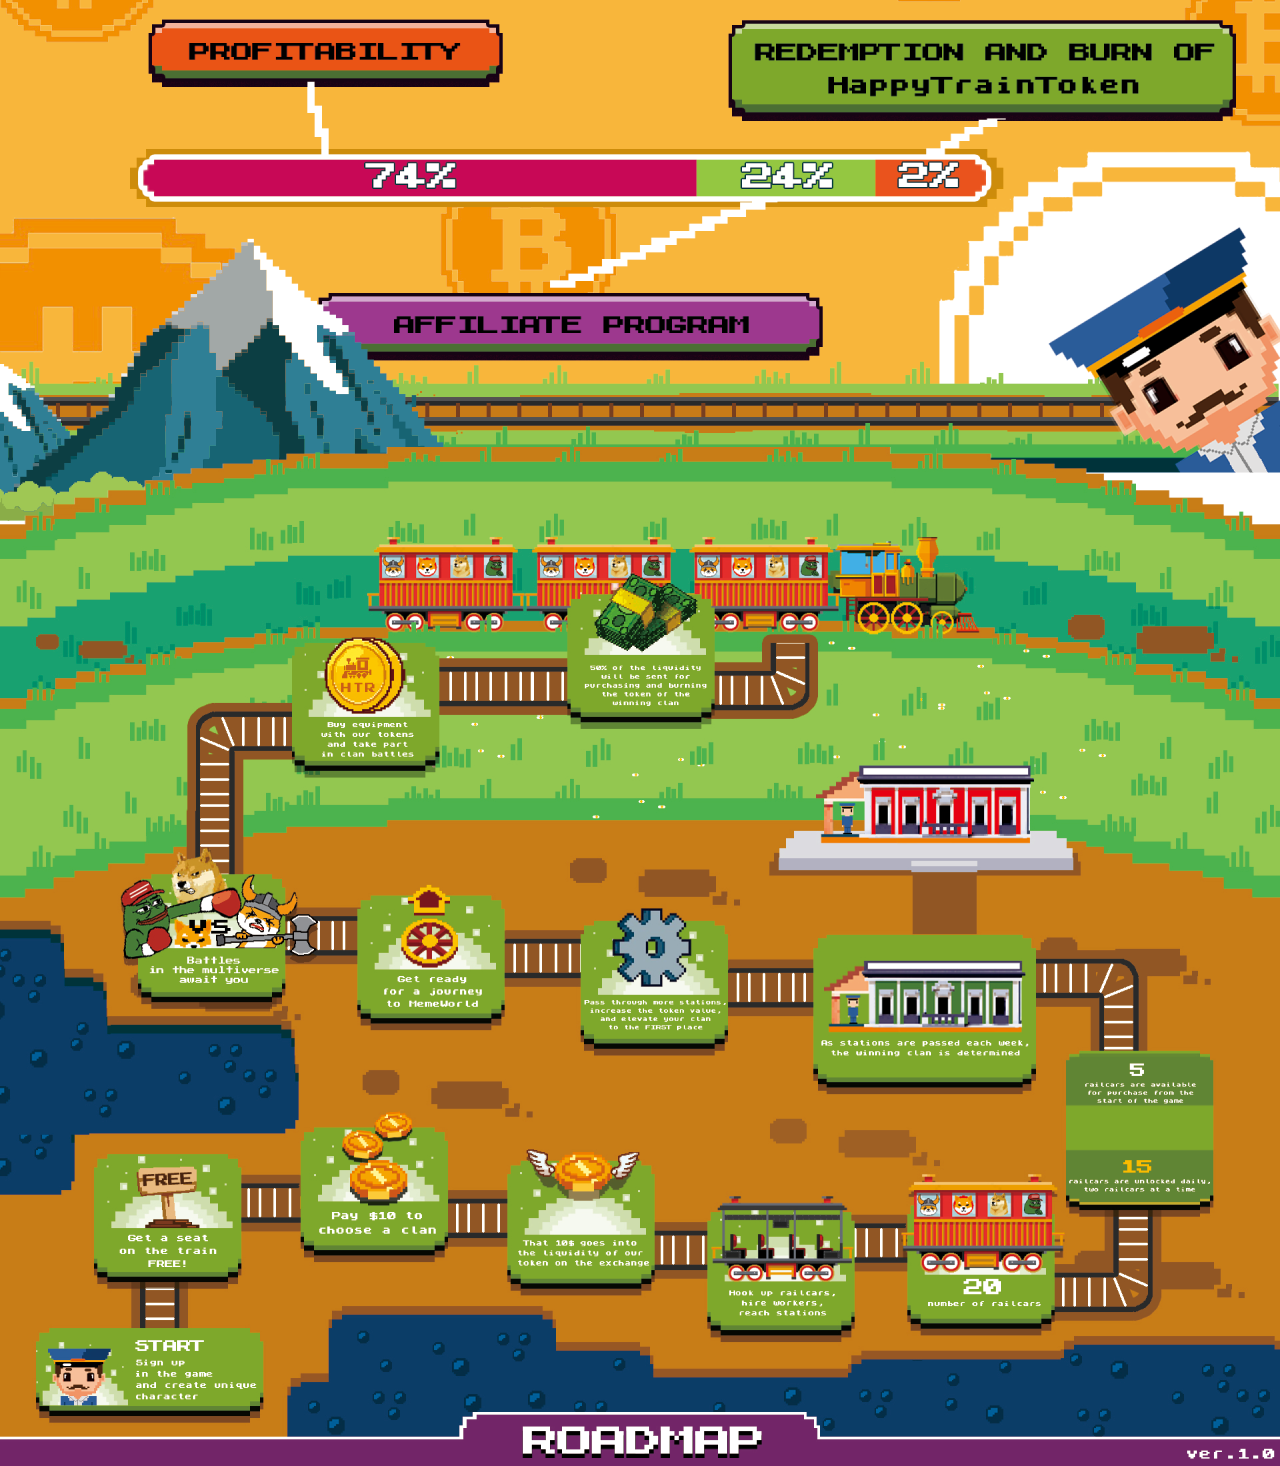 PROFITABILITY
REDEMPTION AND BURN OF
HappyTrainToken
74%
24%
2%
AFFILIATE PROGRAM
HTR
Buy equipment
with our tokens
and take part
in clan battles
50% of the liquidity
will be sent for
purchasing and burning
the token of the
winning clan
VS
Battles
in the multiverse
await you
Get ready
for a journey
to MemeWorld
Pass through more stations,
increase the token value,
and elevate your clan
to the FIRST place
As stations are passed each week,
the winning clan is determined
5
railcars are available
for purchase from the
start of the game
15
railcars are unlocked daily,
two railcars at a time
FREE
Get a seat
on the train
FREE!
Pay $10 to
choose a clan
That 10$ goes into
the liquidity of our
token on the exchange
Hook up railcars,
hire workers,
reach stations
20
number of railcars
START
Sign up
in the game
and create unique
character
ROADMAP
ver.1.0